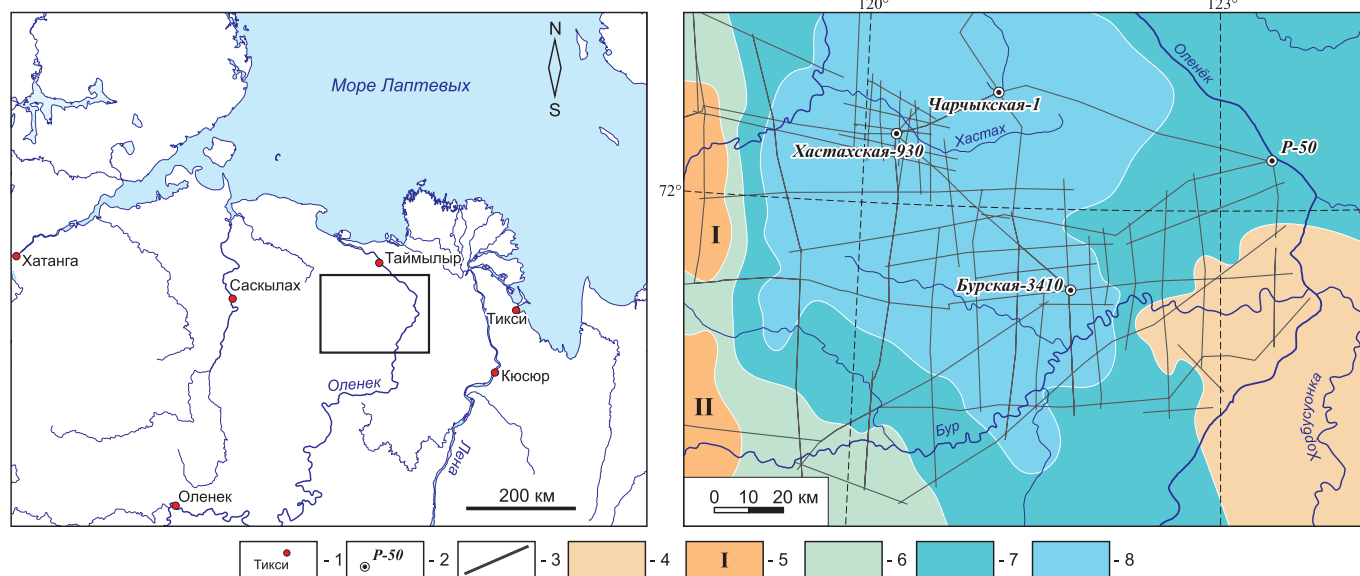 N
S
Море Лаптевых
Хатанга
Саскылах
Таймылыр
Тикси
Кюсюр
Оленек
Лена
Оленек
200 км
120°
123°
72°
Оленёк
Чарчыкская-1
Хастах
Хастахская-930
Р-50
I
Бурская-3410
II
Бур
Хорбусуонка
0 10 20 км
Тикси - 1
Р-50 - 2
- 3
- 4
I - 5
- 6
- 7
- 8